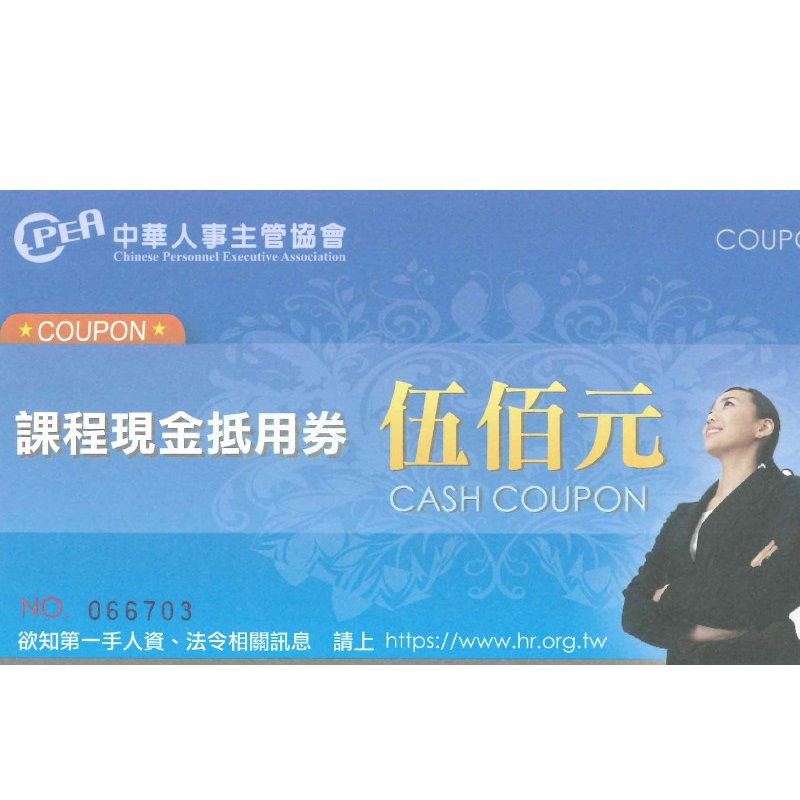 CPEA 中華人事主管協會
Chinese Personnel Executive Association
COUPO
★COUPON★
課程現金抵用券 伍佰元
CASH COUPON
NO. 066703
欲知第一手人資、法令相關訊息 請上 https://www.hr.org.tw